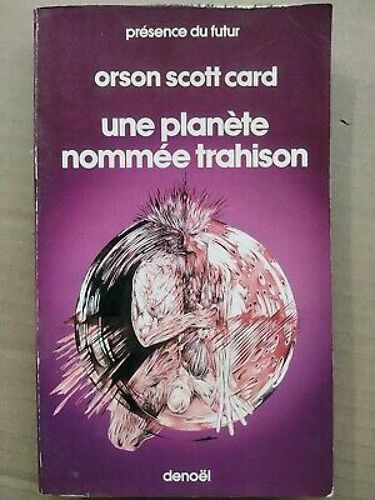 présence du futur
orson scott card
une planète
nommée trahison
denoël